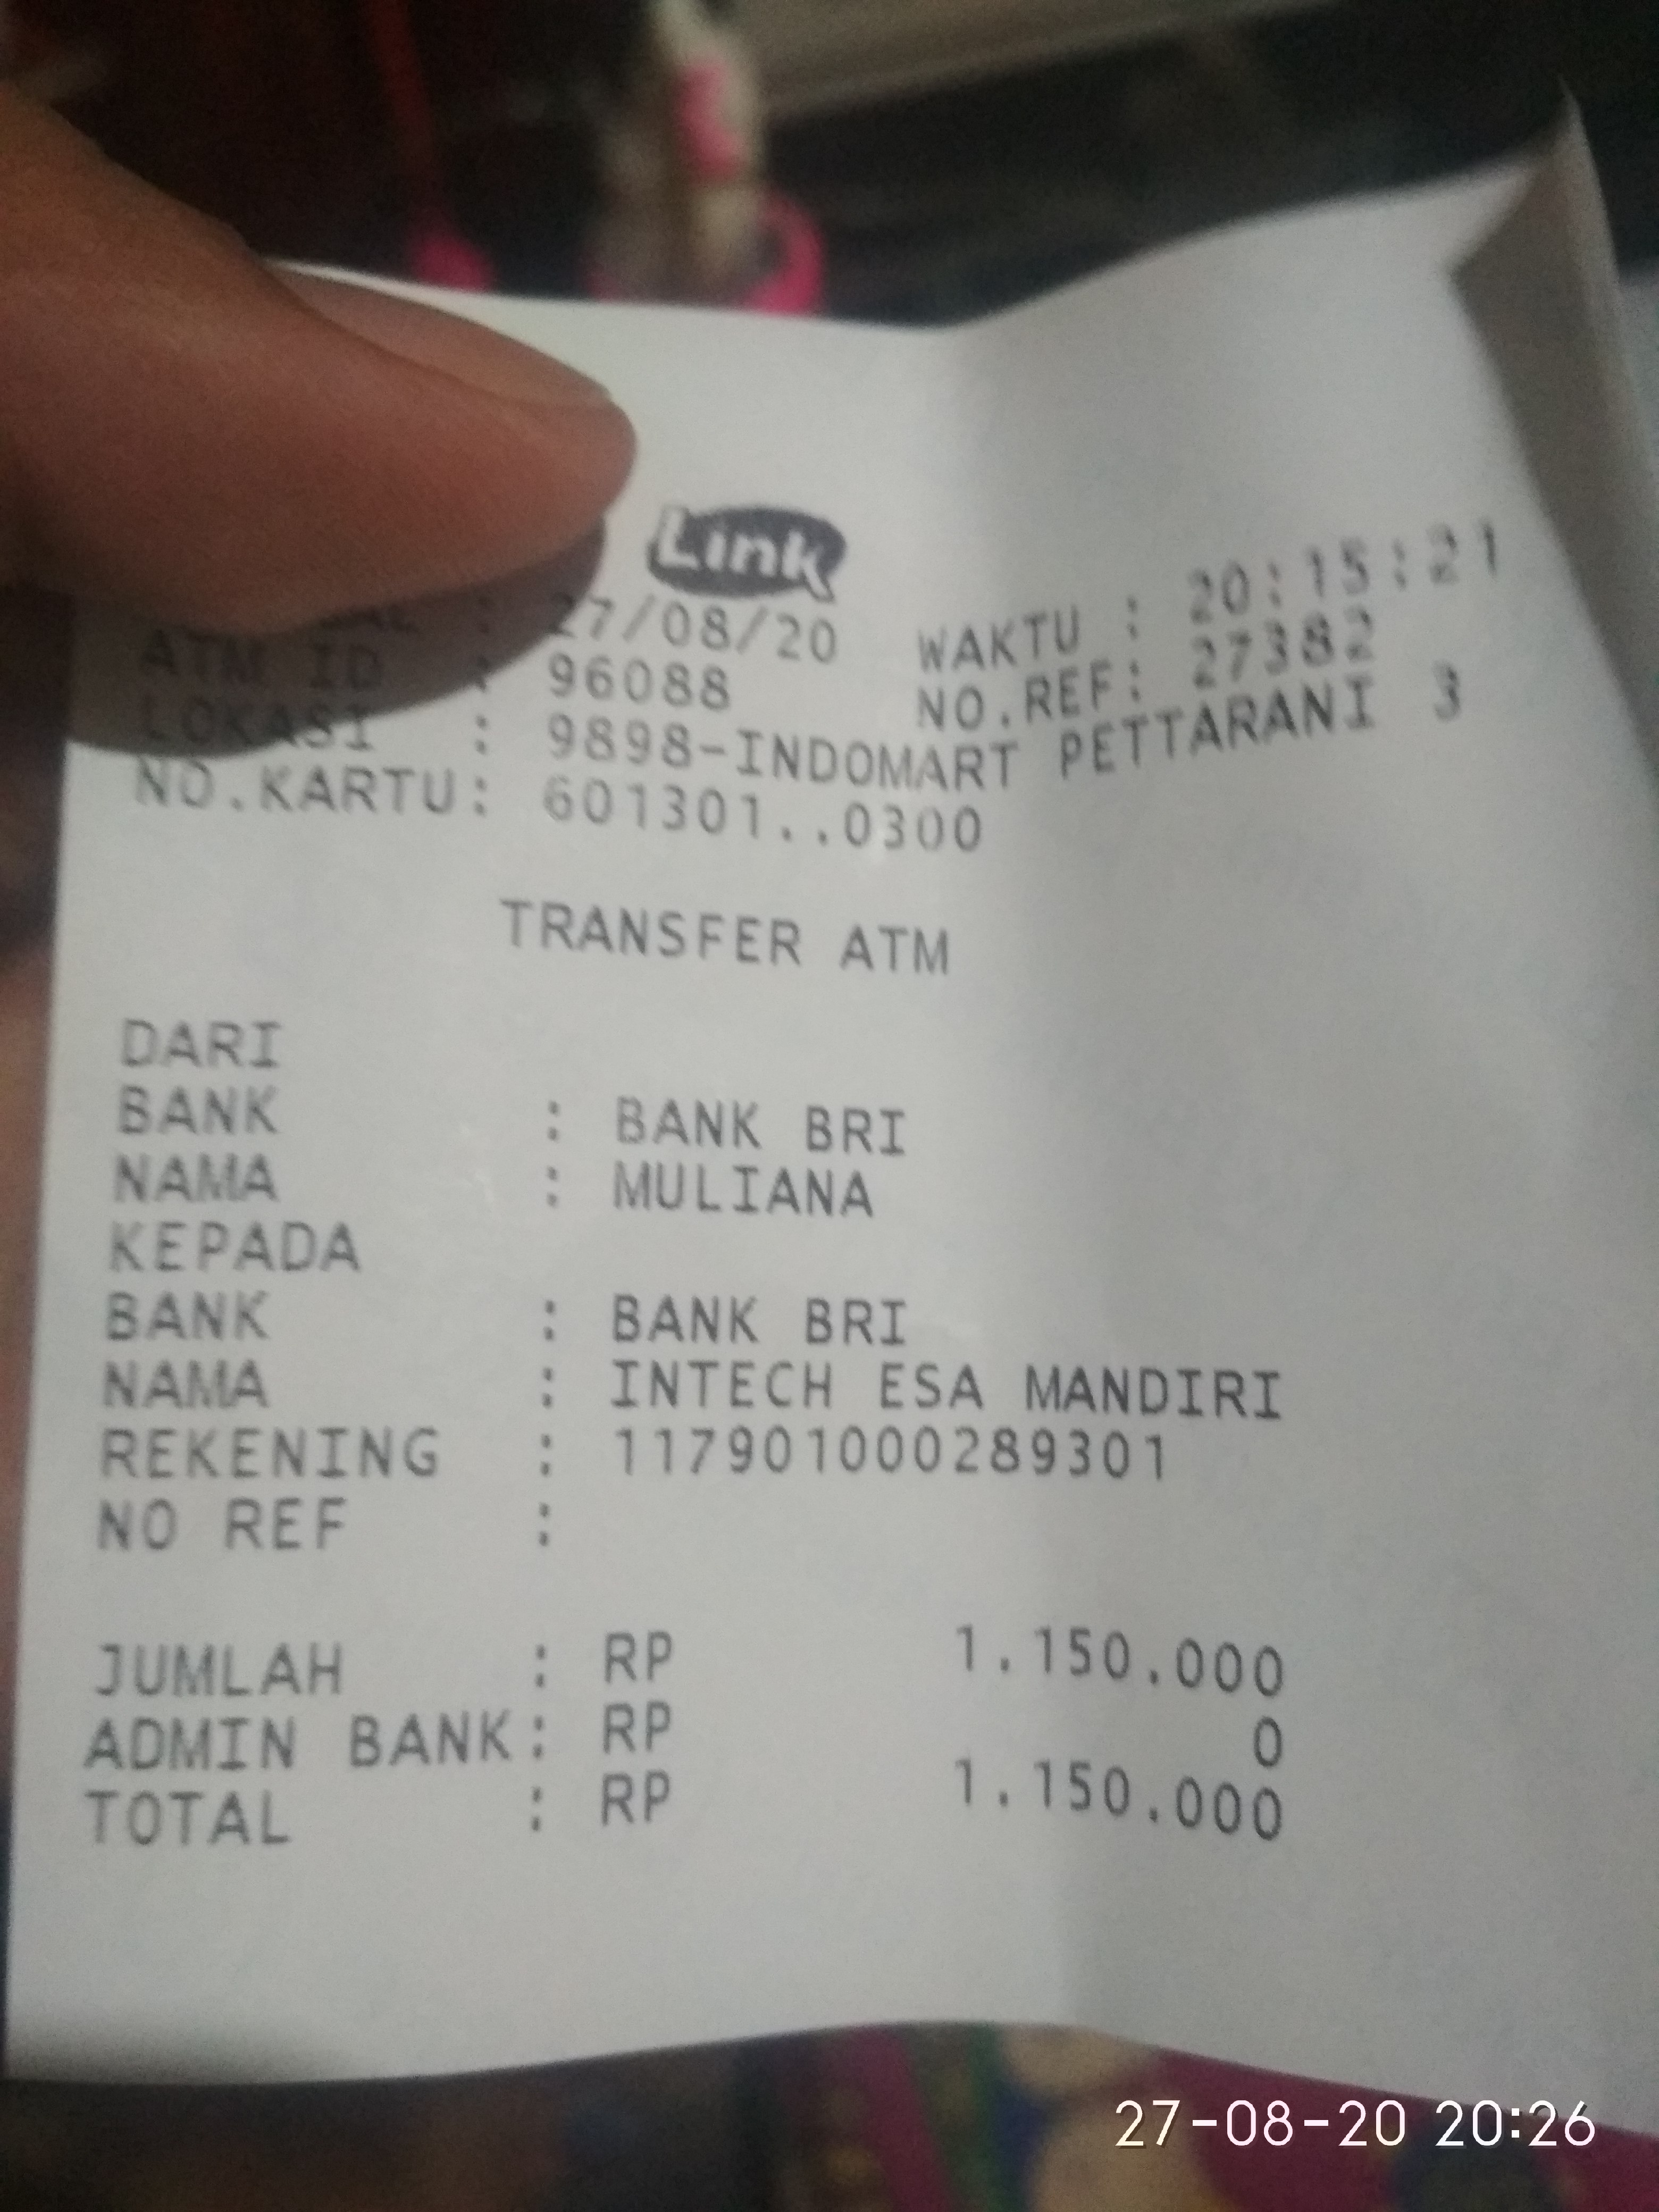 Link
27/08/20 WAKTU : 20:15:21
ATM ID : 96088 NO.REF: 27382
LOKASI : 9898-INDOMART PETTARANI 3
NO.KARTU: 601301..0300
TRANSFER ATM
DARI
BANK : BANK BRI
NAMA : MULIANA
KEPADA
BANK : BANK BRI
NAMA : INTECH ESA MANDIRI
REKENING : 117901000289301
NO REF :
JUMLAH : RP 1.150.000
ADMIN BANK: RP 0
TOTAL : RP 1.150.000
27-08-20 20:26